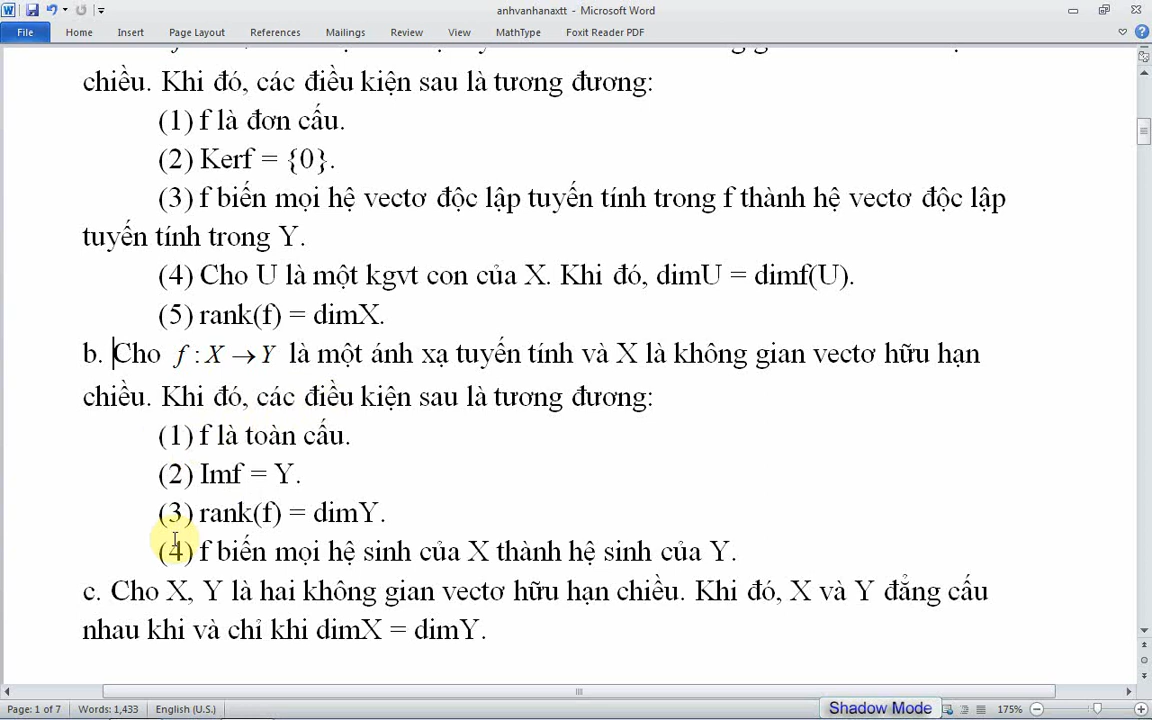 anhvanhanaxtt - Microsoft Word
File Home Insert Page Layout References Mailings Review View MathType Foxit Reader PDF
chiều. Khi đó, các điều kiện sau là tương đương:
(1) f là đơn cấu.
(2) Kerf = {0}.
(3) f biến mọi hệ vectơ độc lập tuyến tính trong f thành hệ vectơ độc lập
tuyến tính trong Y.
(4) Cho U là một kgvt con của X. Khi đó, dimU = dimf(U).
(5) rank(f) = dimX.
b. Cho f : X → Y là một ánh xạ tuyến tính và X là không gian vectơ hữu hạn
chiều. Khi đó, các điều kiện sau là tương đương:
(1) f là toàn cấu.
(2) Imf = Y.
(3) rank(f) = dimY.
(4) f biến mọi hệ sinh của X thành hệ sinh của Y.
c. Cho X, Y là hai không gian vectơ hữu hạn chiều. Khi đó, X và Y đẳng cấu
nhau khi và chỉ khi dimX = dimY.
Page: 1 of 7 Words: 1,433 English (U.S.) Shadow Mode 175%